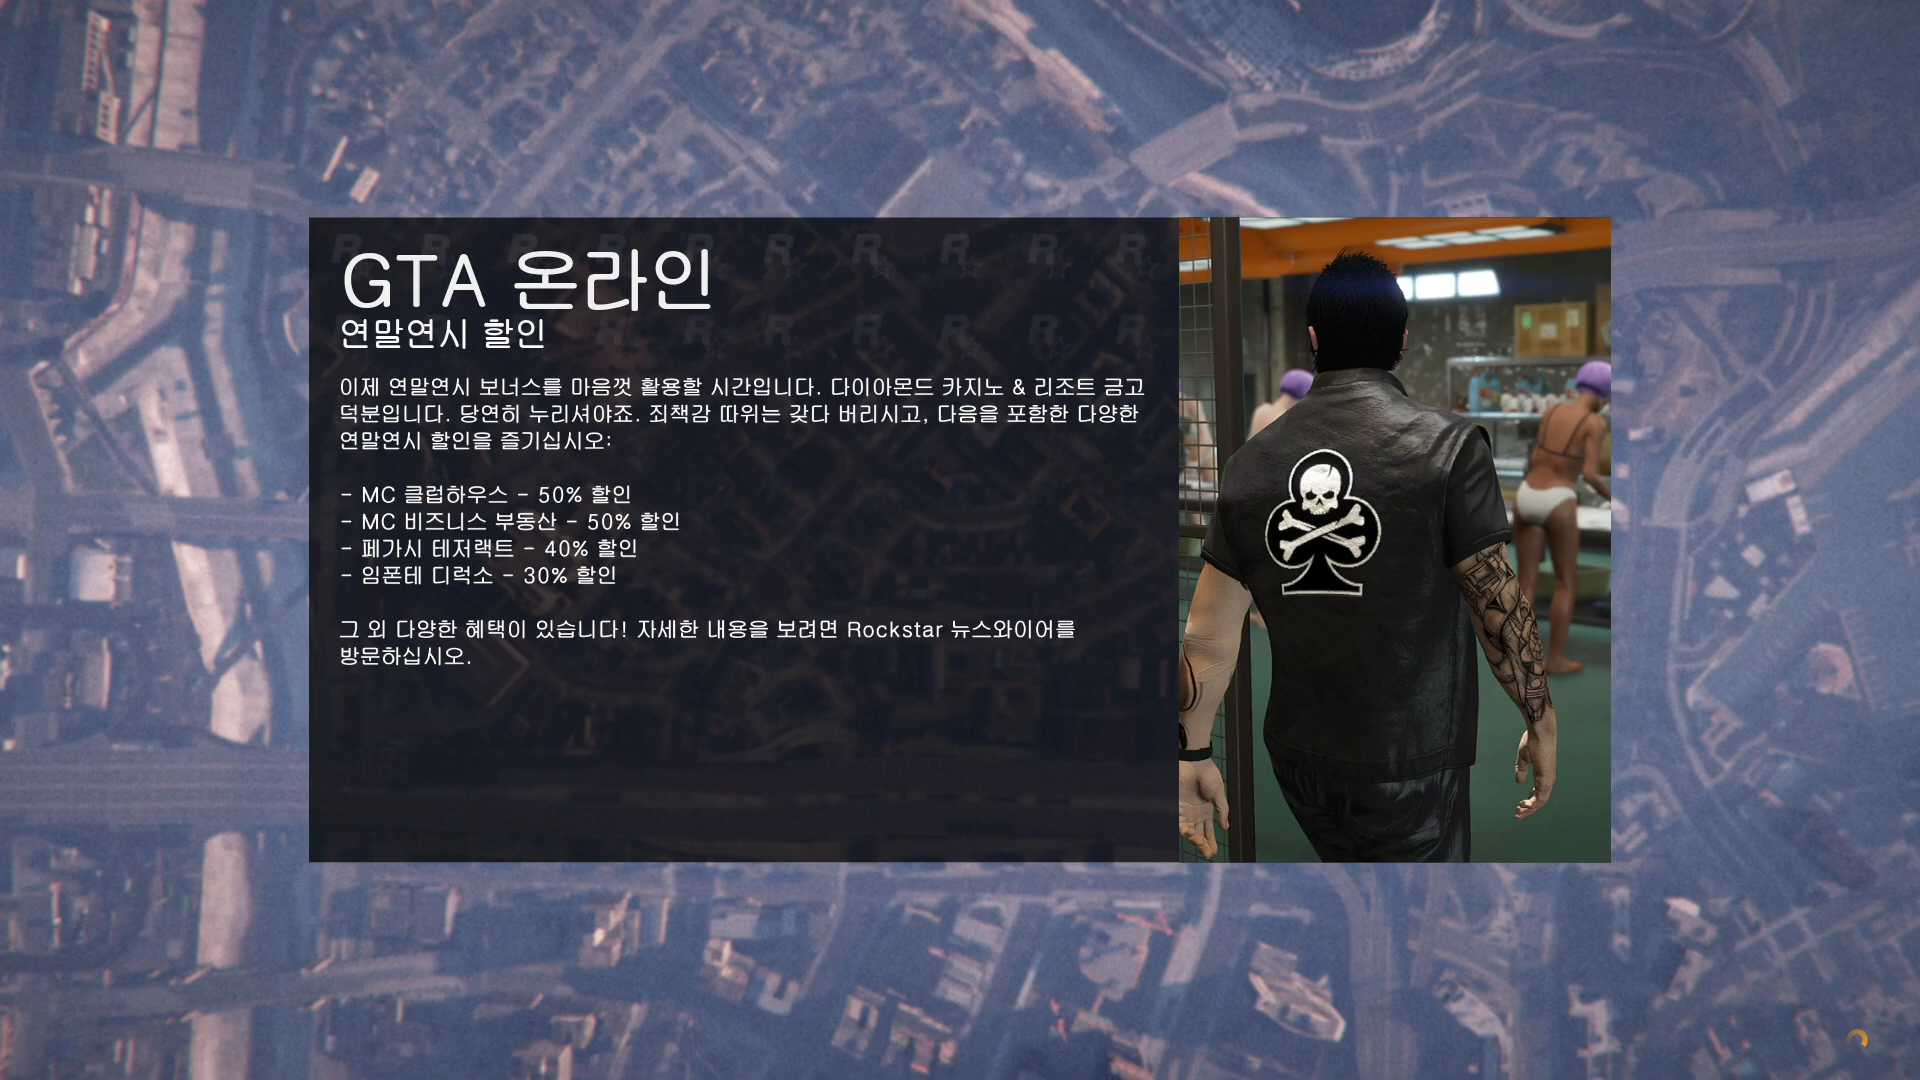 GTA 온라인
연말연시 할인
이제 연말연시 보너스를 마음껏 활용할 시간입니다. 다이아몬드 카지노 & 리조트 금고
덕분입니다. 당연히 누리셔야죠. 죄책감 따위는 갖다 버리시고, 다음을 포함한 다양한
연말연시 할인을 즐기십시오:
- MC 클럽하우스 - 50% 할인
- MC 비즈니스 부동산 - 50% 할인
- 페가시 테저랙트 - 40% 할인
- 임폰테 디럭소 - 30% 할인
그 외 다양한 혜택이 있습니다! 자세한 내용을 보려면 Rockstar 뉴스와이어를
방문하십시오.